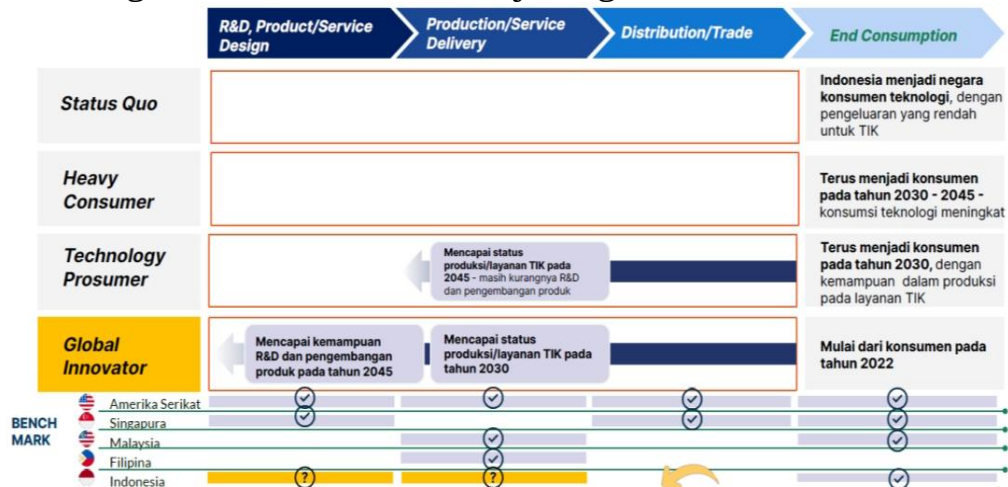 R&D, Product/Service
Design
Production/Service
Delivery
Distribution/Trade
End Consumption
Status Quo
Indonesia menjadi negara
konsumen teknologi, dengan
pengeluaran yang rendah
untuk TIK
Heavy
Consumer
Terus menjadi konsumen
pada tahun 2030 - 2045 -
konsumsi teknologi meningkat
Technology
Prosumer
Mencapai status
produksi/layanan TIK pada
2045 - masih kurangnya R&D
dan pengembangan produk
Terus menjadi konsumen
pada tahun 2030, dengan
kemampuan dalam produksi
pada layanan TIK
Global
Innovator
Mencapai kemampuan
R&D dan pengembangan
produk pada tahun 2045
Mencapai status
produksi/layanan TIK pada
tahun 2030
Mulai dari konsumen pada
tahun 2022
BENCH
MARK
Amerika Serikat
Singapura
Malaysia
Filipina
Indonesia
?
?